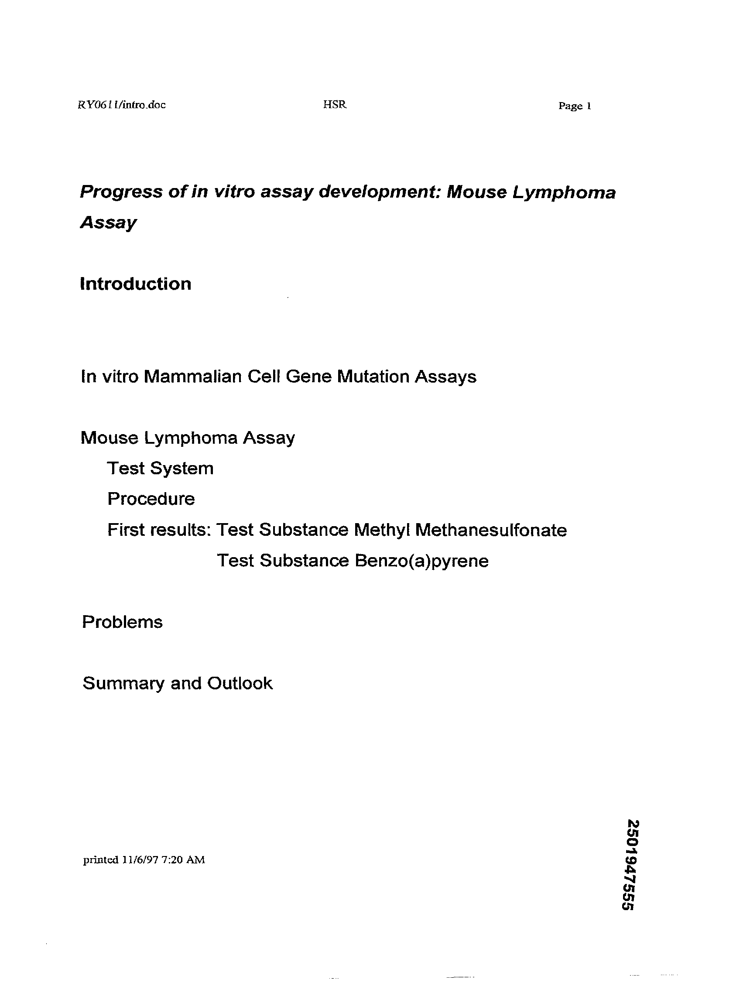 RY0611/intro.doc HSR Page 1
Progress of in vitro assay development: Mouse Lymphoma
Assay
Introduction
In vitro Mammalian Cell Gene Mutation Assays
Mouse Lymphoma Assay
Test System
Procedure
First results: Test Substance Methyl Methanesulfonate
Test Substance Benzo(a)pyrene
Problems
Summary and Outlook
printed 11/6/97 7:20 AM
2501947555